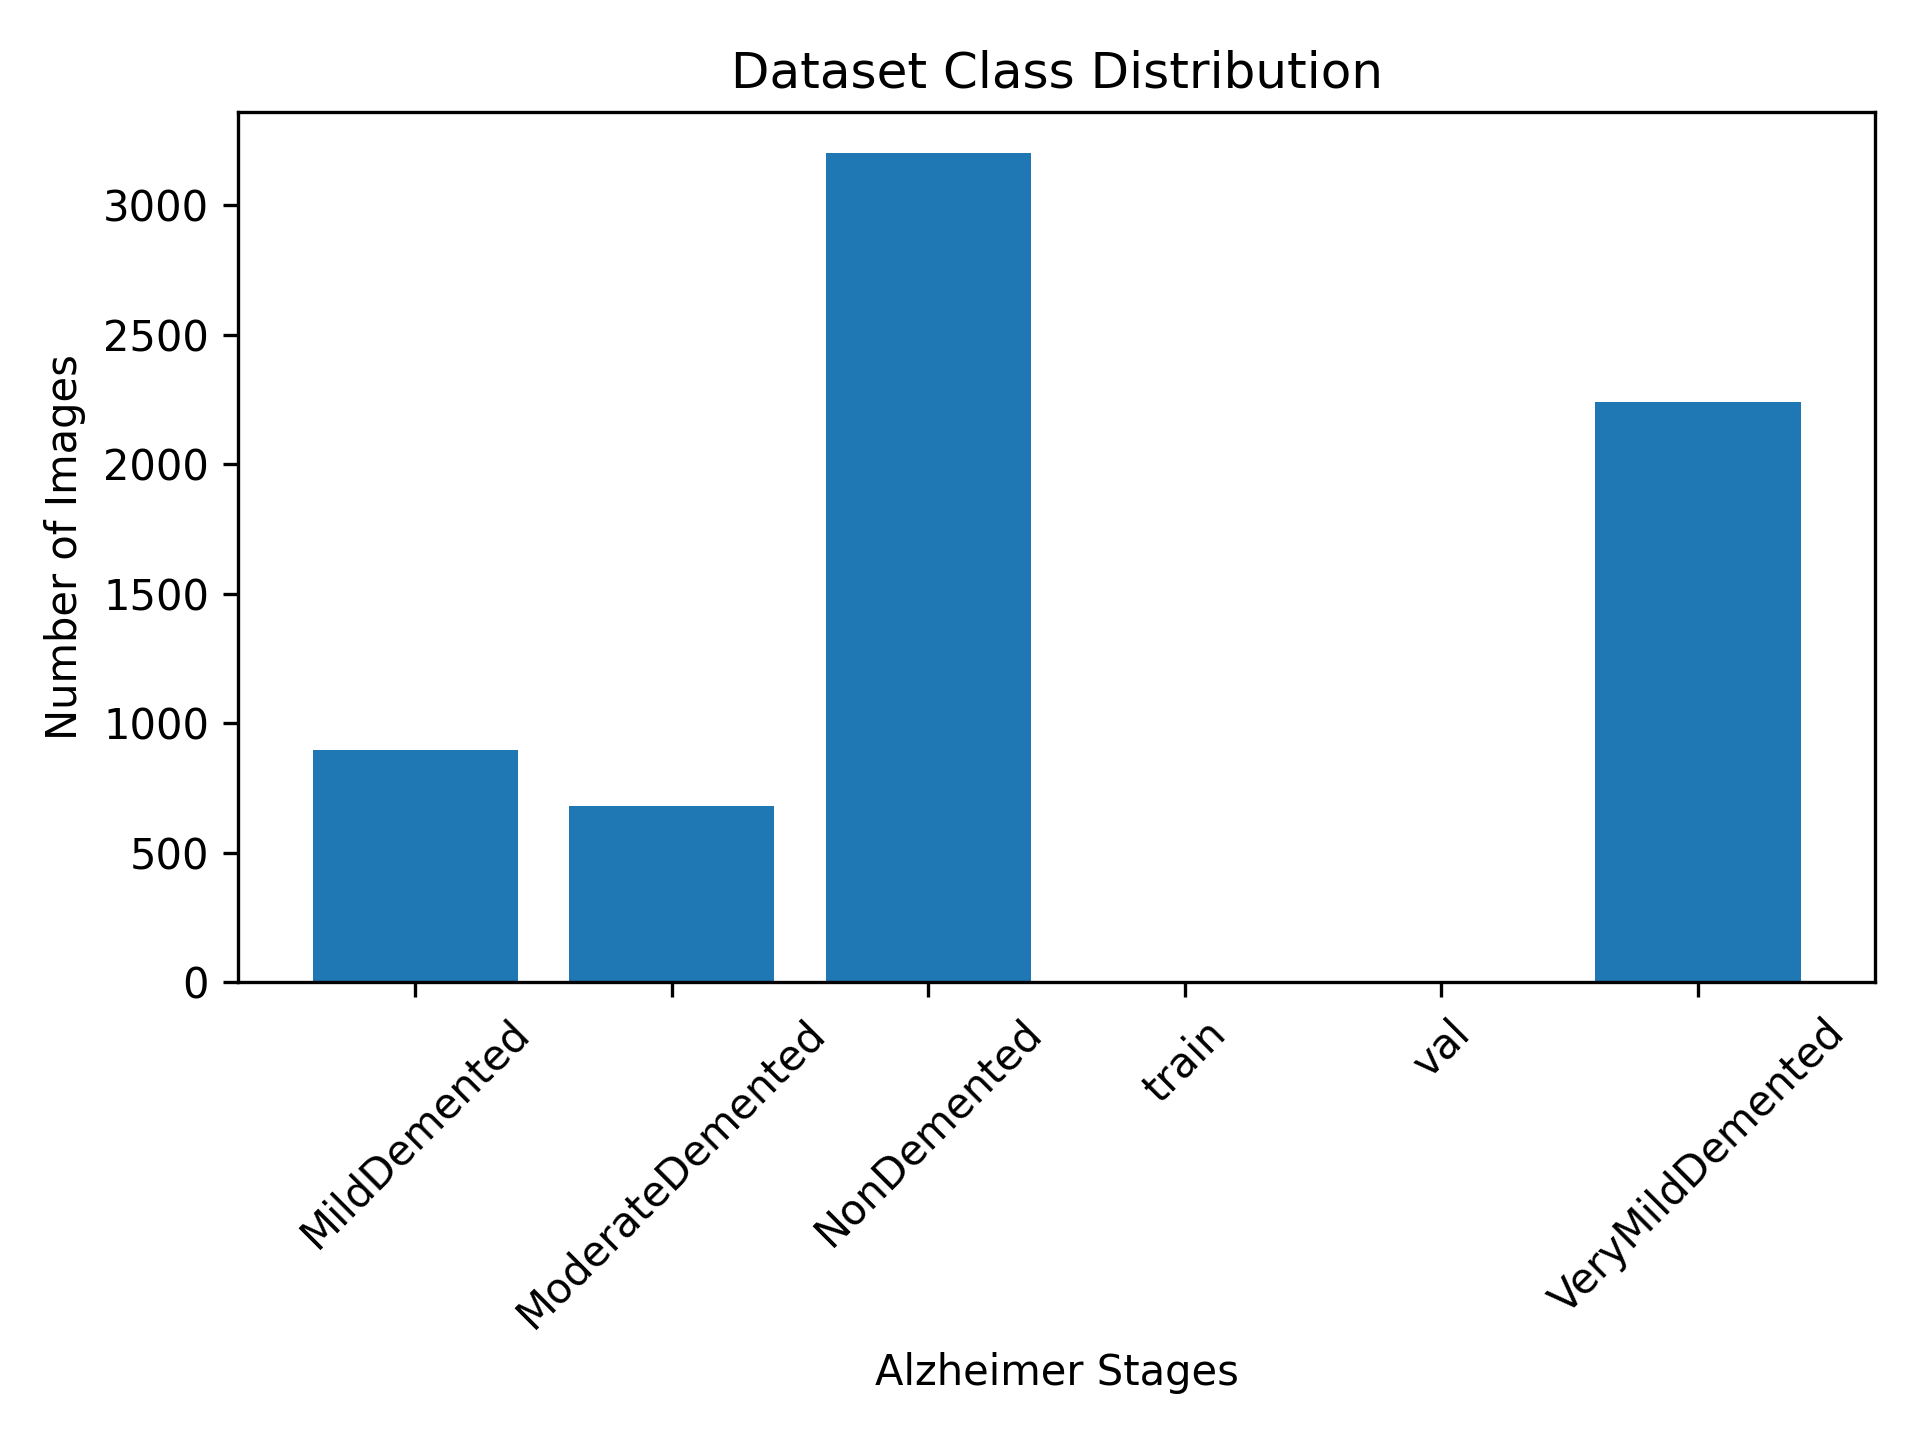 Dataset Class Distribution
Number of Images
3000
2500
2000
1500
1000
500
0
MildDemented
ModerateDemented
NonDemented
train
val
VeryMildDemented
Alzheimer Stages